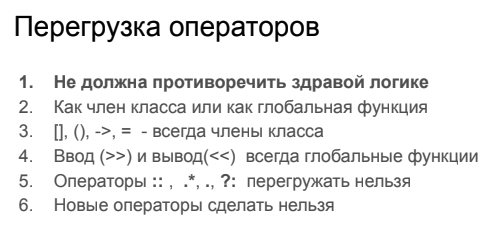 Перегрузка операторов
1. Не должна противоречить здравой логике
2. Как член класса или как глобальная функция
3. [], (), ->, = - всегда члены класса
4. Ввод (>>) и вывод(<<) всегда глобальные функции
5. Операторы :: , .*, ., ?: перегружать нельзя
6. Новые операторы сделать нельзя